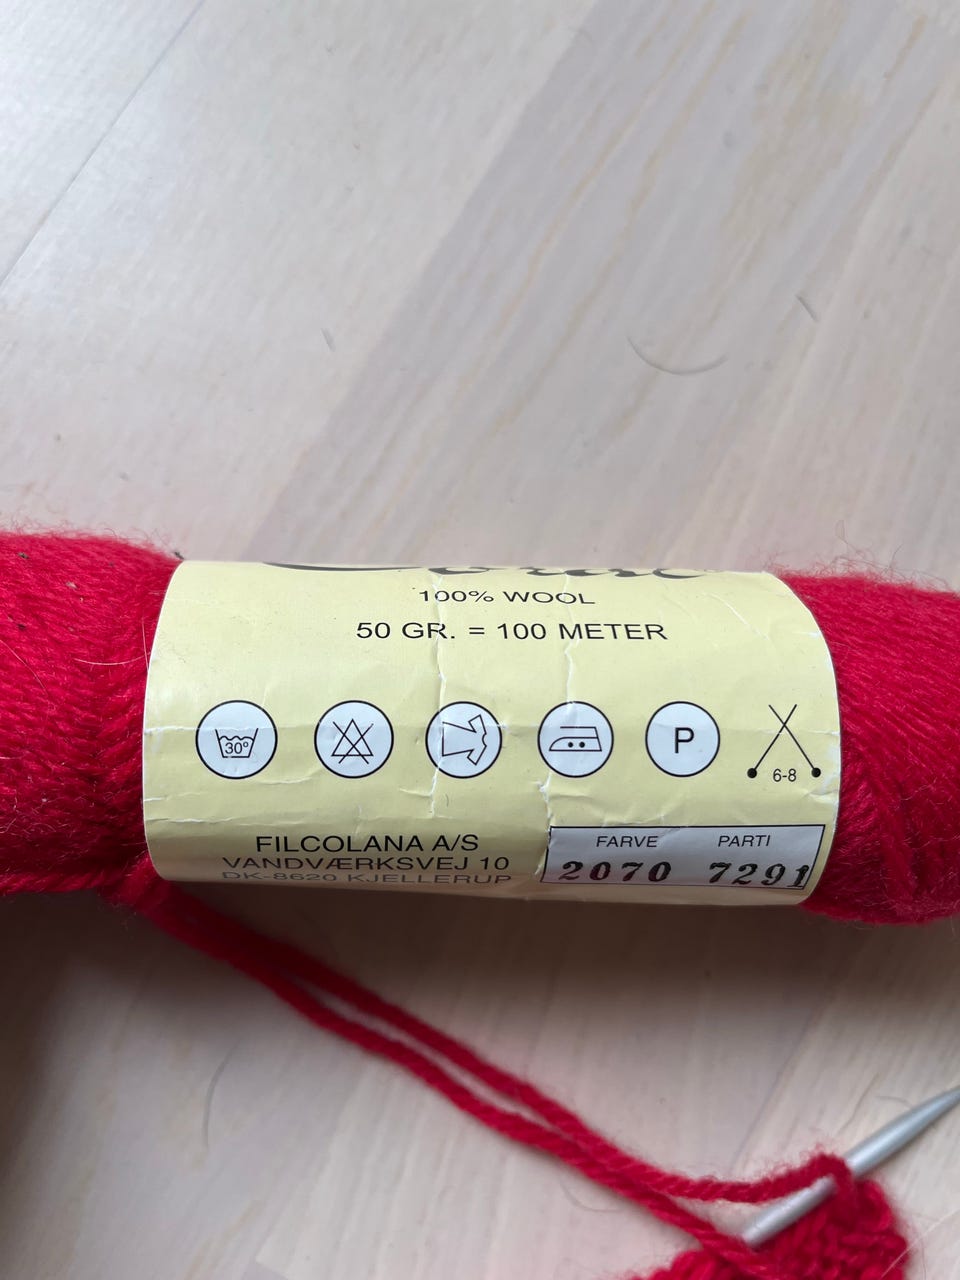 100% WOOL
50 GR. = 100 METER
30°
P
6-8
FILCOLANA A/S
VANDVÆRKSVEJ 10
DK-8620 KJELLERUP
FARVE PARTI
2070 7291